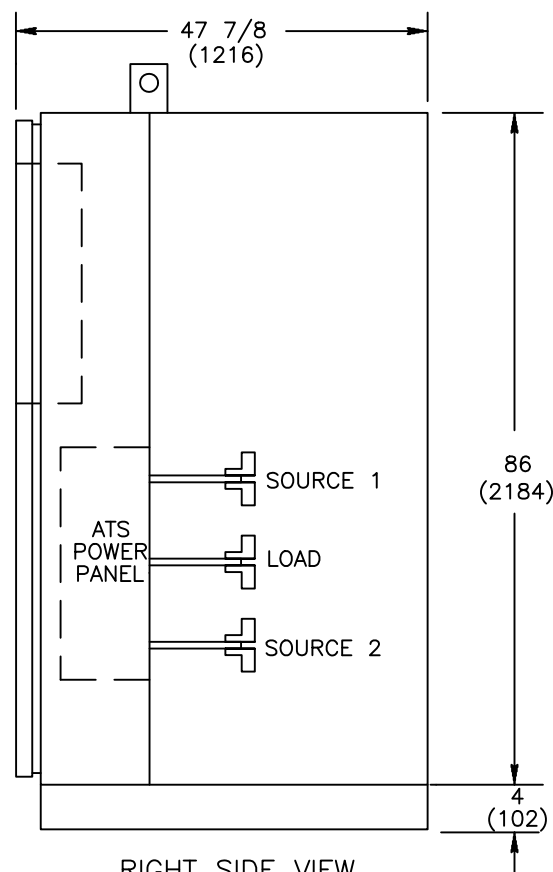 47 7/8
(1216)
86
(2184)
SOURCE 1
ATS
POWER
PANEL
LOAD
SOURCE 2
4
(102)
RIGHT SIDE VIEW